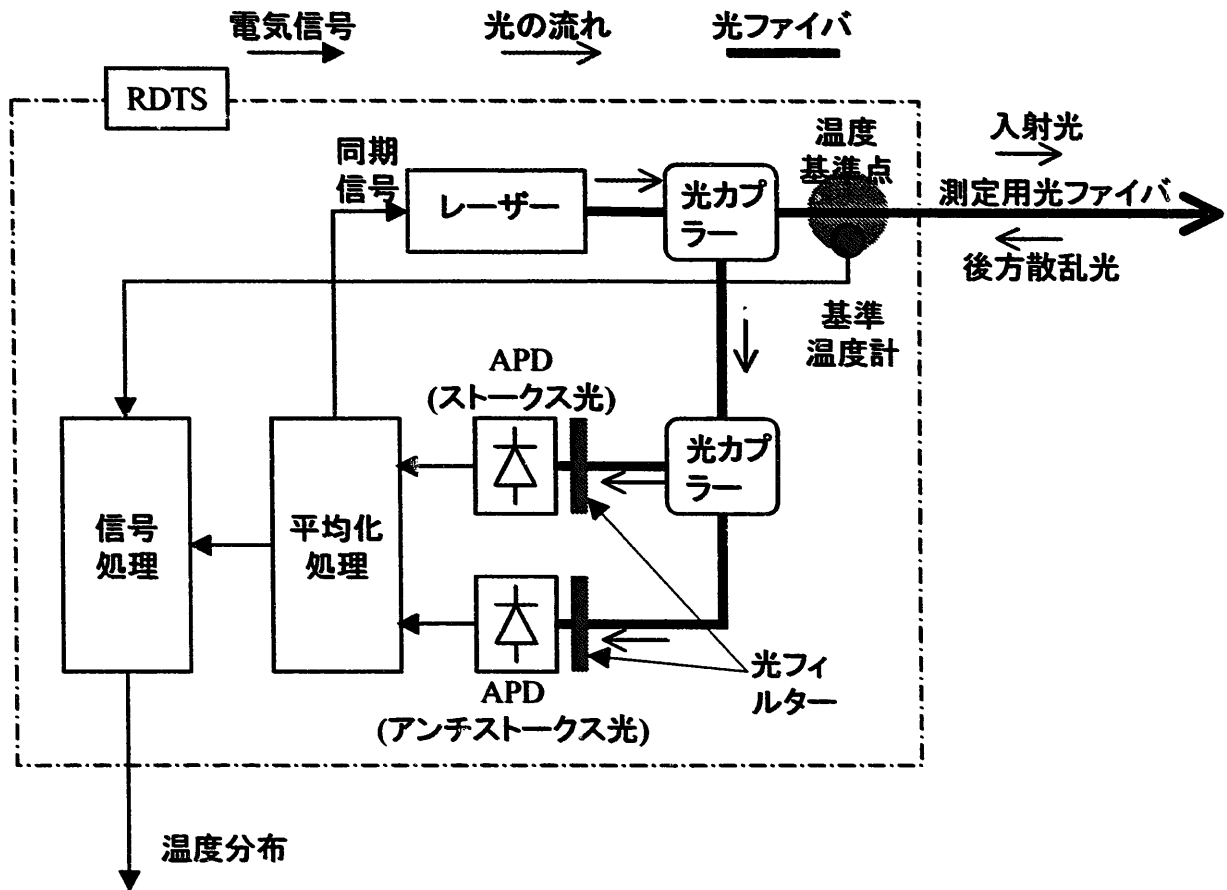 電気信号
光の流れ
光ファイバ
RDTS
同期
信号
レーザー
光カプ
ラー
温度
基準点
入射光
測定用光ファイバ
後方散乱光
基準
温度計
APD
(ストークス光)
光カプ
ラー
信号
処理
平均化
処理
APD
(アンチストークス光)
光フィ
ルター
温度分布